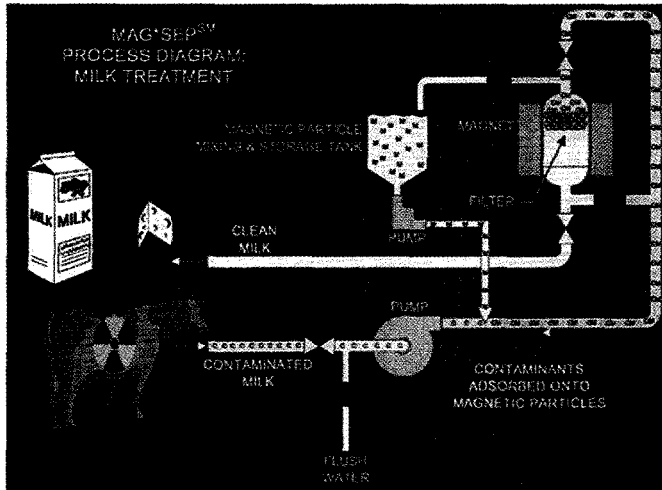 MAG*SEP℠
PROCESS DIAGRAM:
MILK TREATMENT
MAGNETIC PARTICLE
MIXING & STORAGE TANK
MAGNET
FILTER
PUMP
MILK MILK
CLEAN
MILK
PUMP
CONTAMINATED
MILK
CONTAMINANTS
ADSORBED ONTO
MAGNETIC PARTICLES
FLUSH
WATER